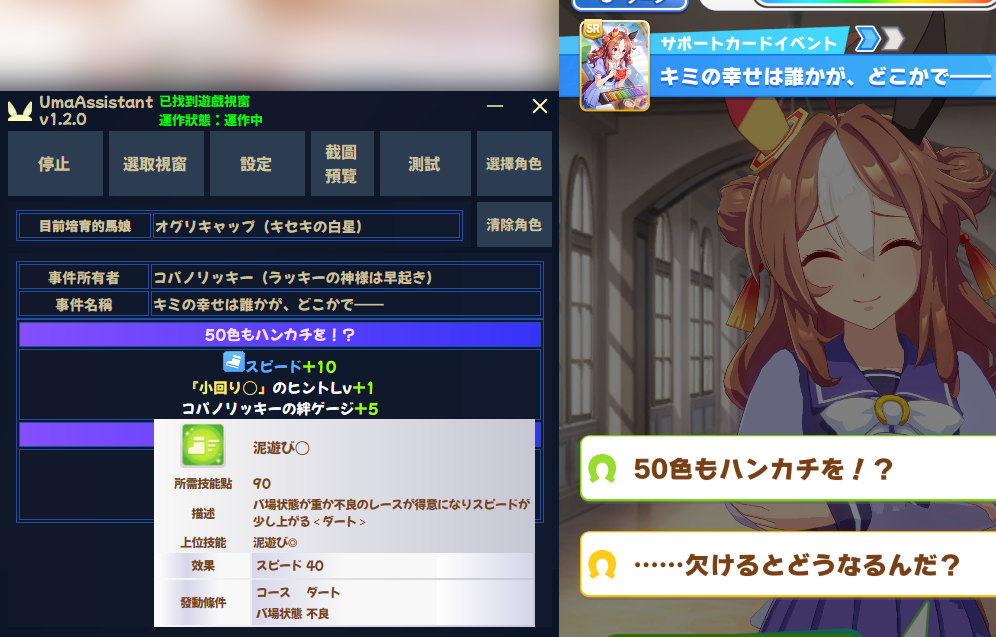 UmaAssistant
v1.2.0
已找到遊戲視窗
運作狀態：運作中
停止
選取視窗
設定
截圖
預覽
測試
選擇角色
目前培育的馬娘
オグリキャップ（キセキの白星）
清除角色
事件所有者
コパノリッキー（ラッキーの神様は早起き）
事件名稱
キミの幸せは誰かが、どこかで――
50色もハンカチを！？
スピード+10
『小回り〇』のヒントLv+1
コパノリッキーの絆ゲージ+5
泥遊び〇
所需技能點
90
描述
バ場状態が重か不良のレースが得意になりスピードが
少し上がる＜ダート＞
上位技能
泥遊び◎
效果
スピード 40
發動條件
コース ダート
バ場状態 不良
SR
サポートカードイベント
キミの幸せは誰かが、どこかで――
50色もハンカチを！？
……欠けるとどうなるんだ？